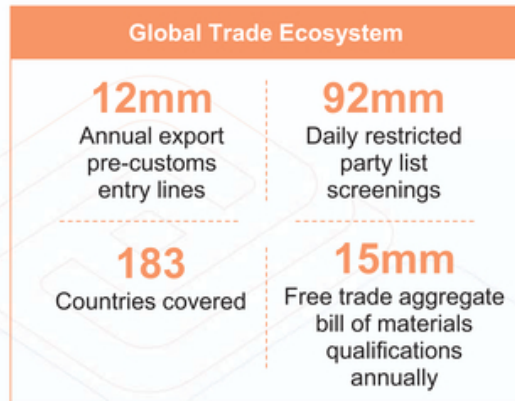 Global Trade Ecosystem
12mm
Annual export
pre-customs
entry lines
92mm
Daily restricted
party list
screenings
183
Countries covered
15mm
Free trade aggregate
bill of materials
qualifications
annually